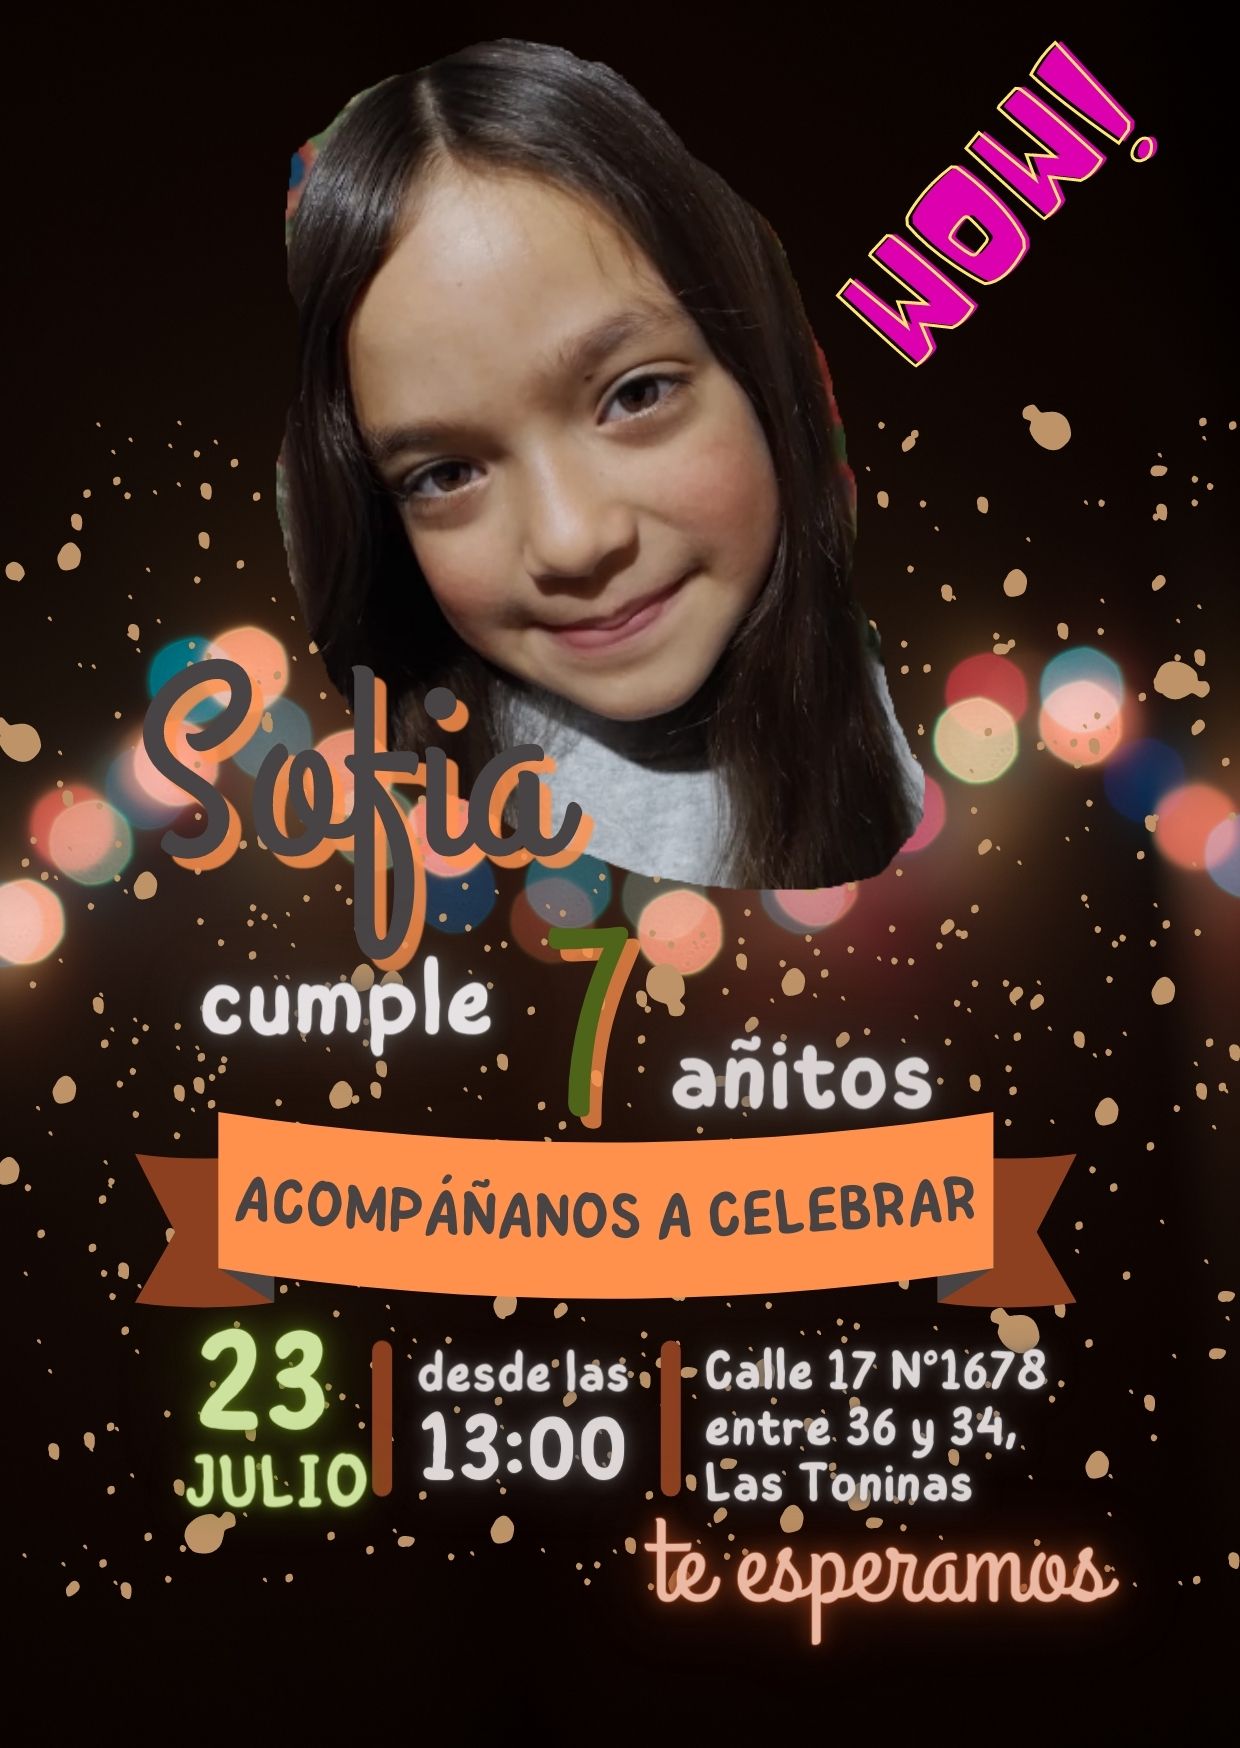 WOW!
Sofia
cumple 7 añitos
ACOMPÁÑANOS A CELEBRAR
23
JULIO
desde las
13:00
Calle 17 N°1678
entre 36 y 34,
Las Toninas
te esperamos